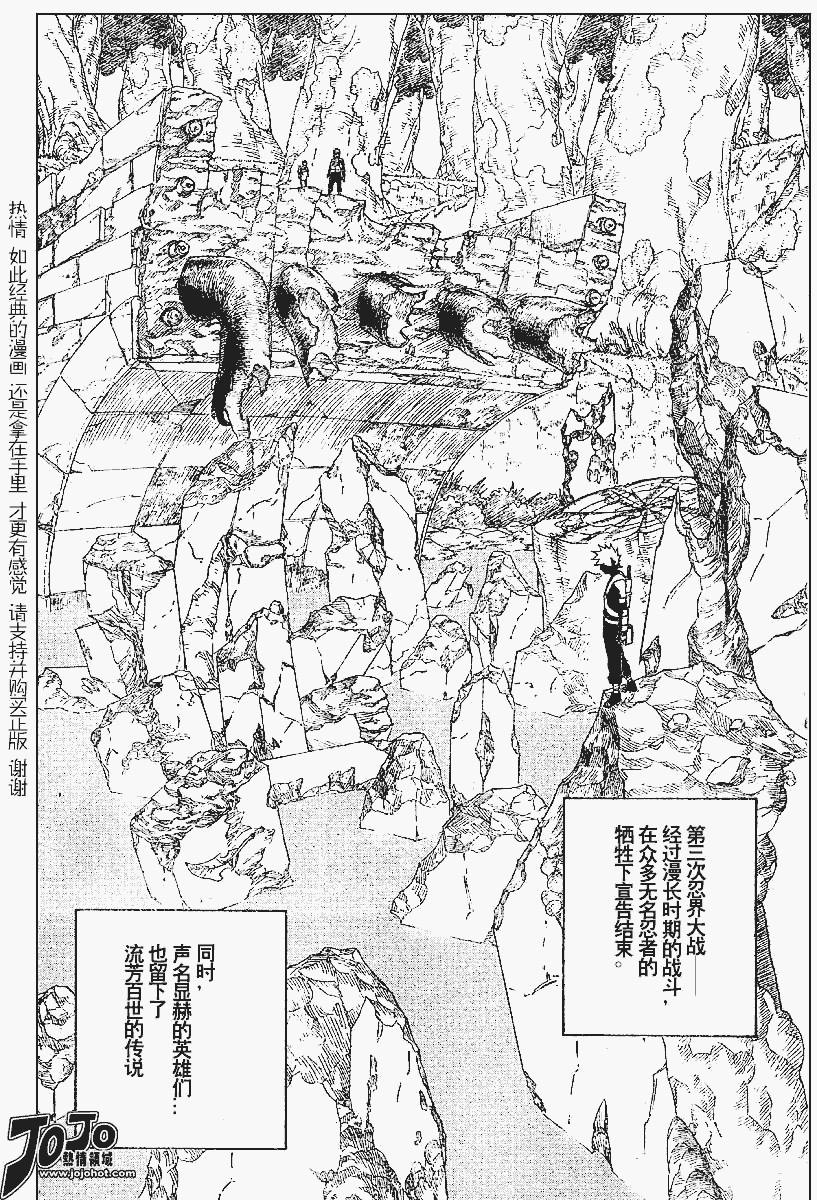 第三次忍界大战——
经过漫长时期的战斗，
在众多无名忍者的
牺牲下宣告结束。
同时，
声名显赫的英雄们…
也留下了
流芳百世的传说
热情 如此经典的漫画 还是拿在手里 才更有感觉 请支持并购买正版 谢谢
JOJO
热情领域
www.jojohot.com